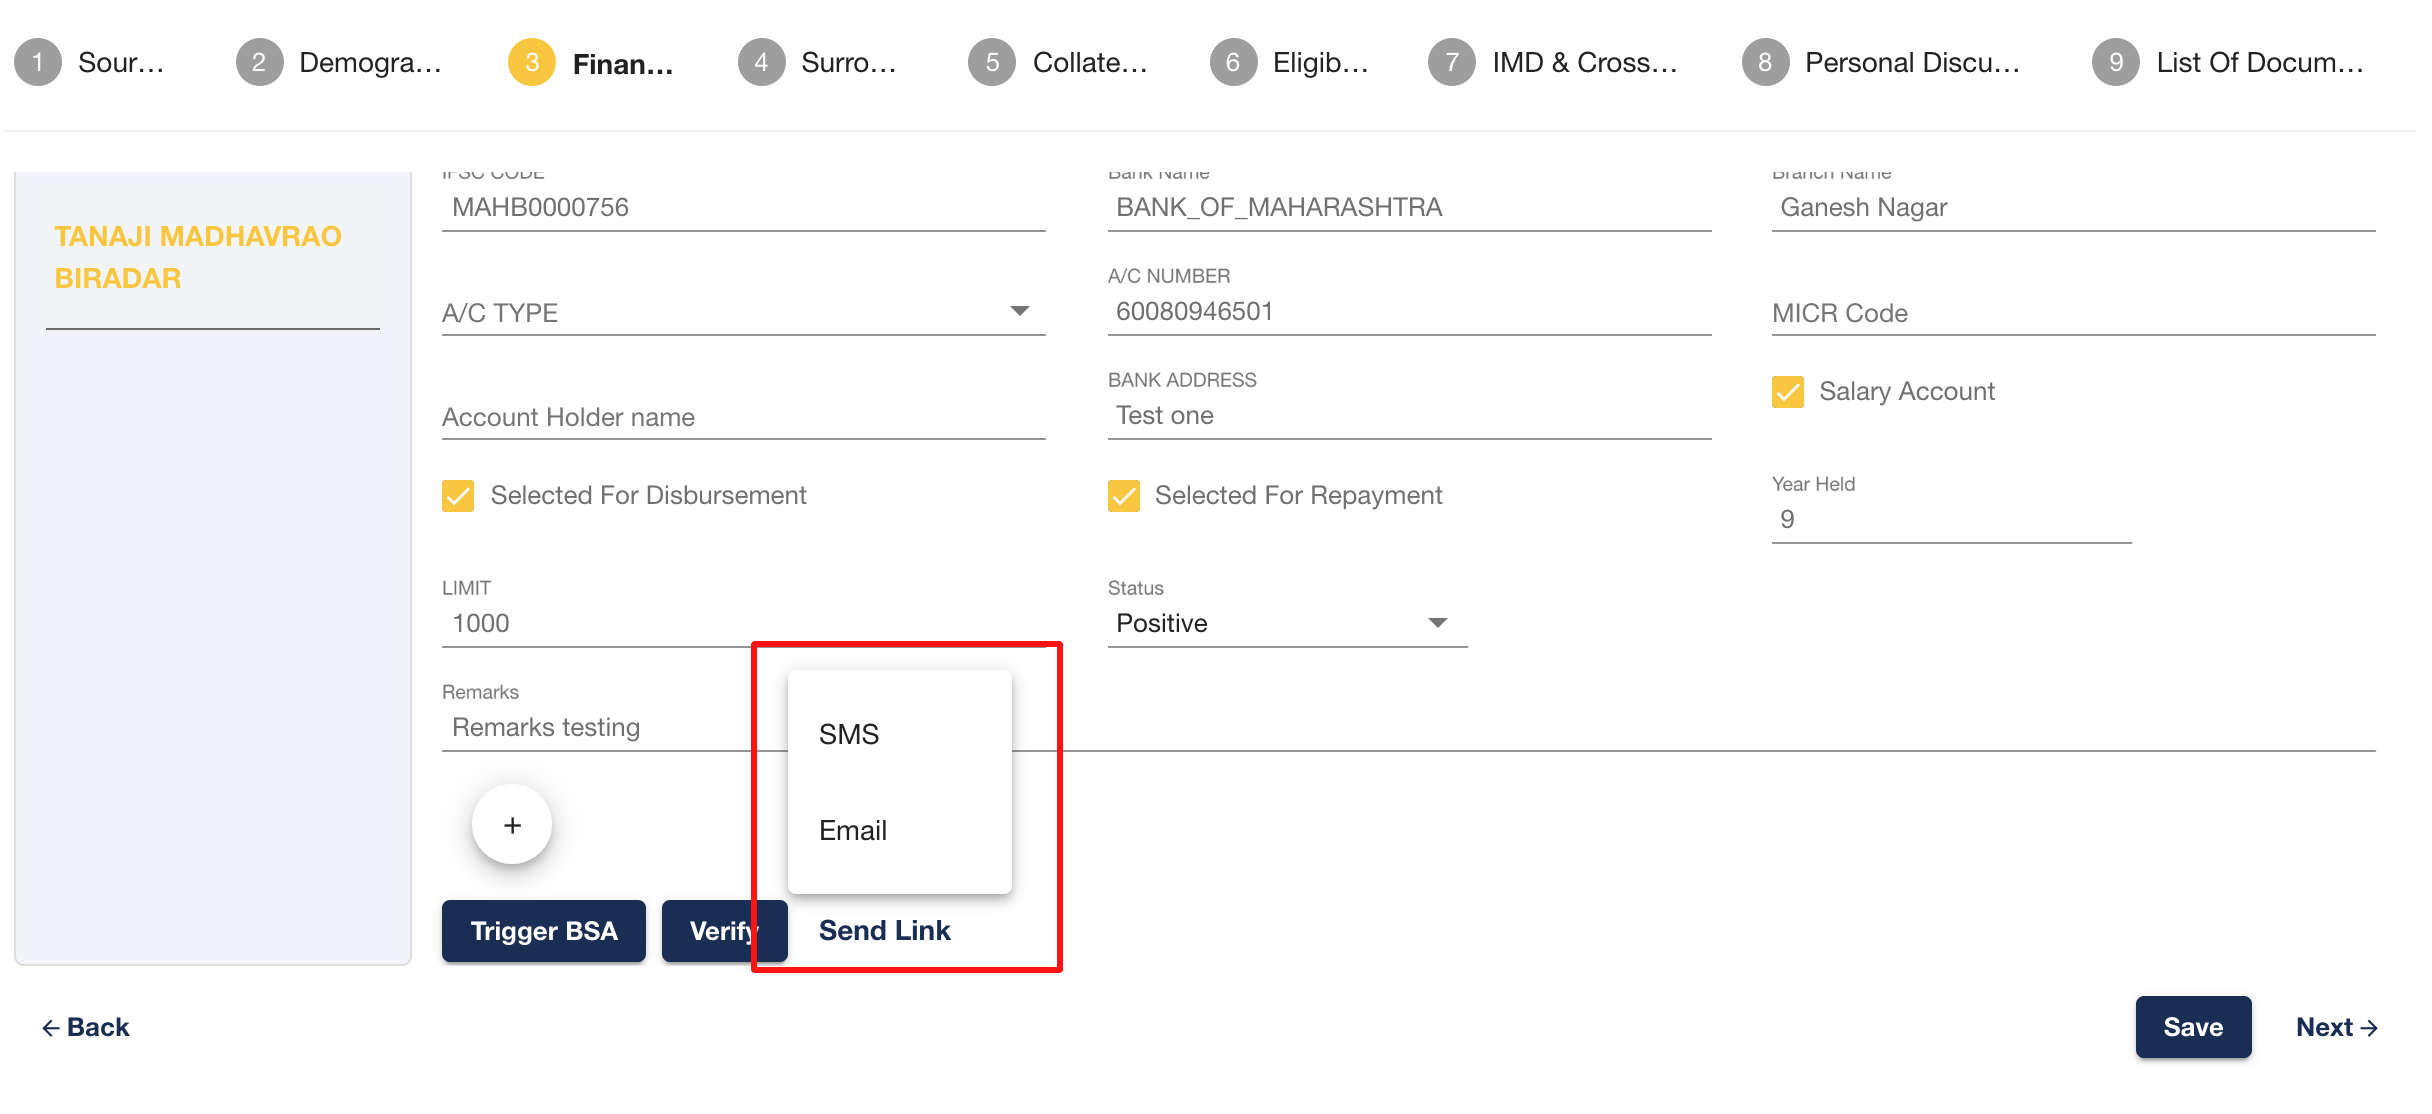 1 Sour...
2 Demogra...
3 Finan...
4 Surro...
5 Collate...
6 Eligib...
7 IMD & Cross...
8 Personal Discu...
9 List Of Docum...
TANAJI MADHAVRAO
BIRADAR
IFSC CODE
MAHB0000756
Bank Name
BANK_OF_MAHARASHTRA
Branch Name
Ganesh Nagar
A/C TYPE
A/C NUMBER
60080946501
MICR Code
Account Holder name
BANK ADDRESS
Test one
Salary Account
Selected For Disbursement
Selected For Repayment
Year Held
9
LIMIT
1000
Status
Positive
Remarks
Remarks testing
SMS
Email
+
Trigger BSA
Verify
Send Link
← Back
Save
Next →